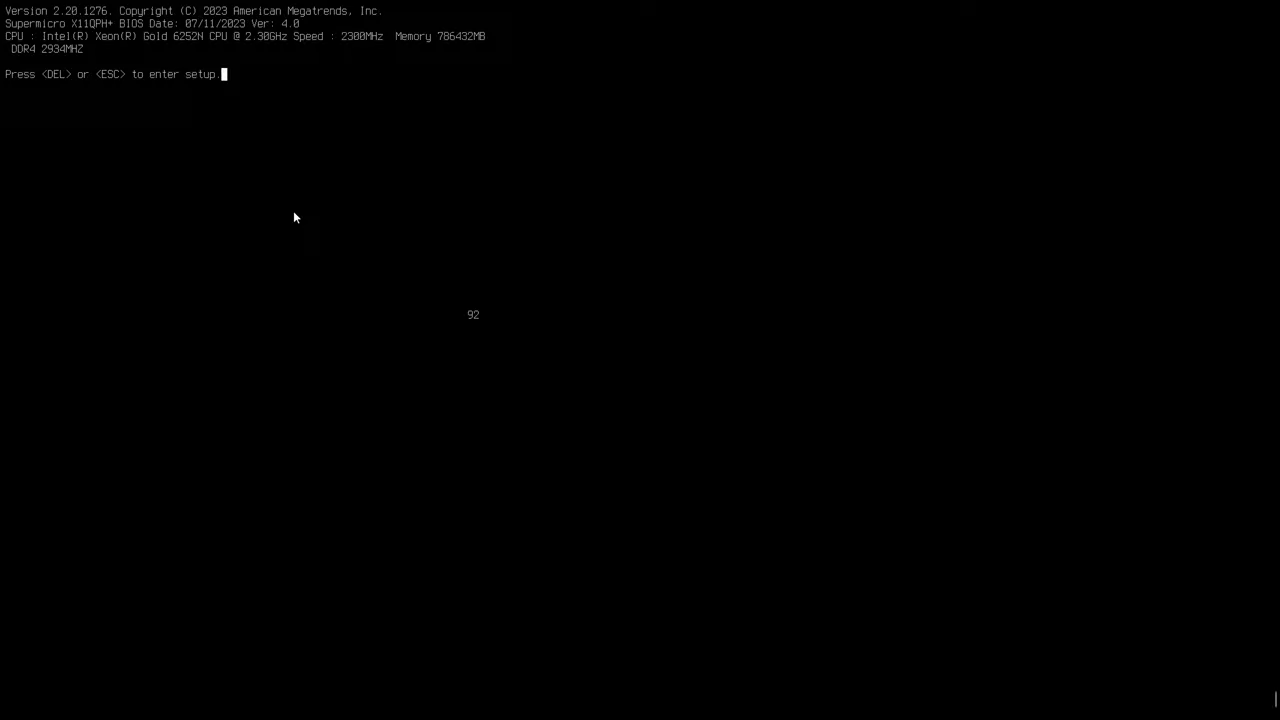 Version 2.20.1276. Copyright (C) 2023 American Megatrends, Inc.
Supermicro X11QPH+ BIOS Date: 07/11/2023 Ver: 4.0
CPU : Intel(R) Xeon(R) Gold 6252N CPU @ 2.30GHz Speed : 2300MHz  Memory 786432MB
 DDR4 2934MHZ
Press <DEL> or <ESC> to enter setup.
92